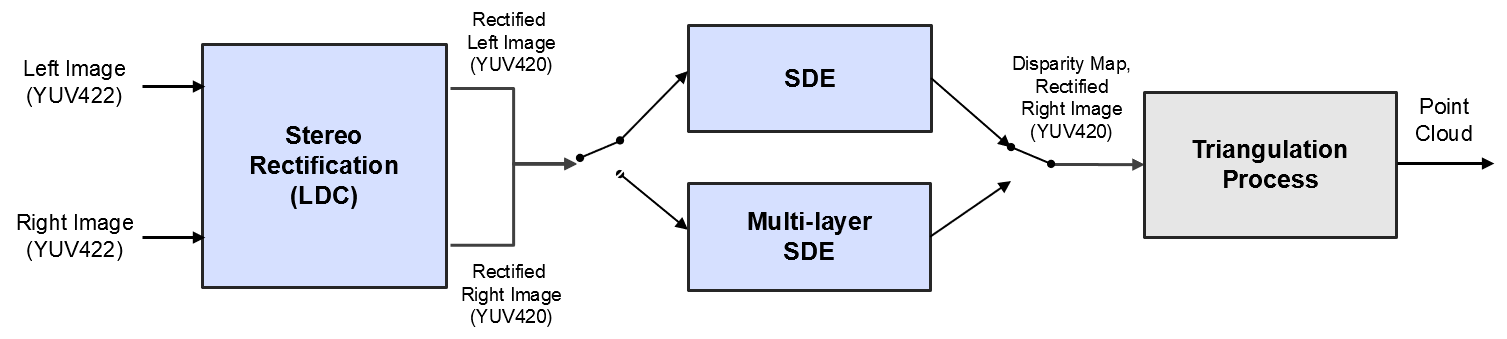 Left Image
(YUV422)
Right Image
(YUV422)
Stereo
Rectification
(LDC)
Rectified
Left Image
(YUV420)
Rectified
Right Image
(YUV420)
SDE
Multi-layer
SDE
Disparity Map,
Rectified
Right Image
(YUV420)
Triangulation
Process
Point
Cloud